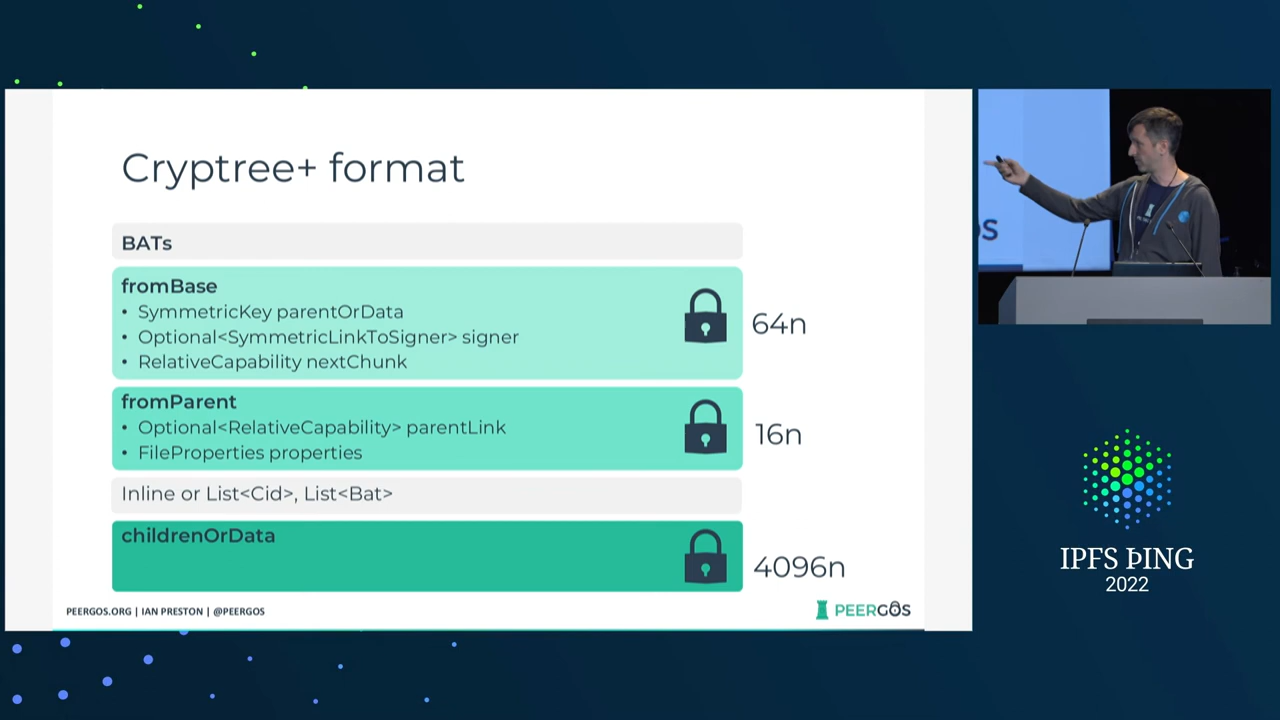 Cryptree+ format
BATs
fromBase
• SymmetricKey parentOrData
• Optional<SymmetricLinkToSigner> signer
• RelativeCapability nextChunk
64n
fromParent
• Optional<RelativeCapability> parentLink
• FileProperties properties
16n
Inline or List<Cid>, List<Bat>
childrenOrData
4096n
PEERGOS.ORG | IAN PRESTON | @PEERGOS
PEERGOS
OS
IPFS ÞING
2022